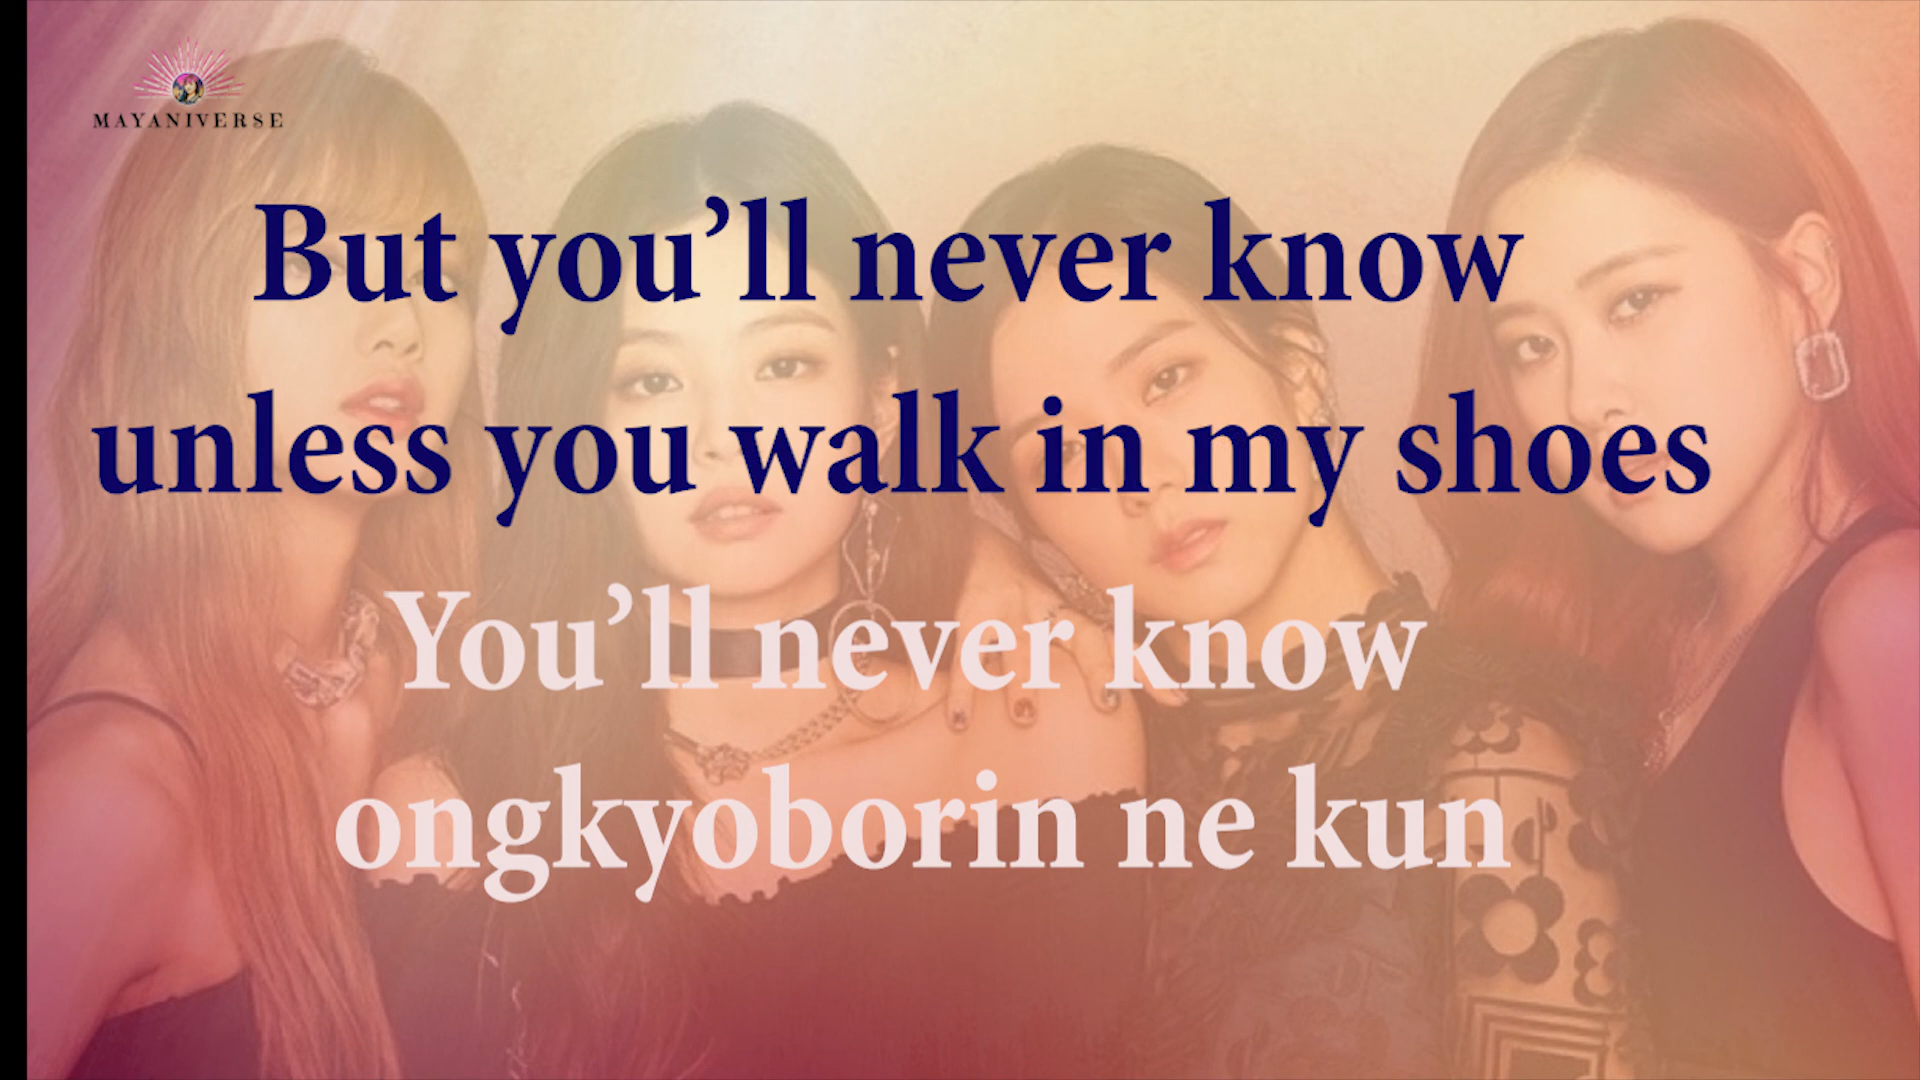 MAYANIVERSE
But you’ll never know
unless you walk in my shoes
You’ll never know
ongkyoborin ne kun